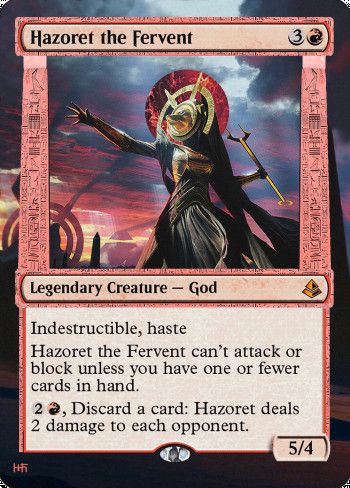 Hazoret the Fervent 3
Legendary Creature — God
Indestructible, haste
Hazoret the Fervent can't attack or
block unless you have one or fewer
cards in hand.
2 , Discard a card: Hazoret deals
2 damage to each opponent.
5/4